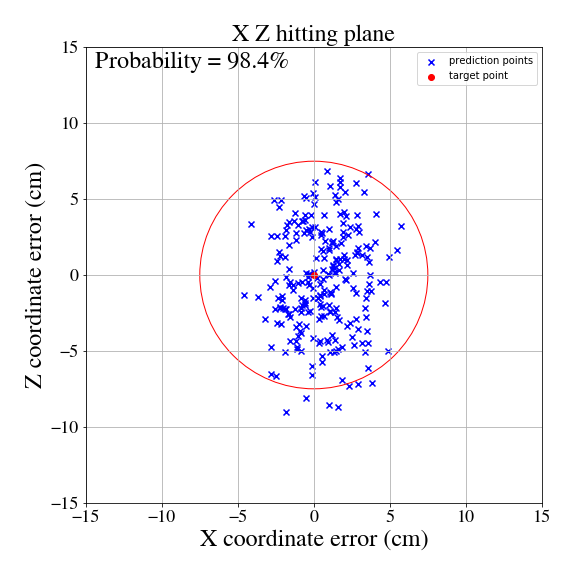 X Z hitting plane
Probability = 98.4%
prediction points
target point
15
10
5
0
−5
−10
−15
Z coordinate error (cm)
−15
−10
−5
0
5
10
15
X coordinate error (cm)